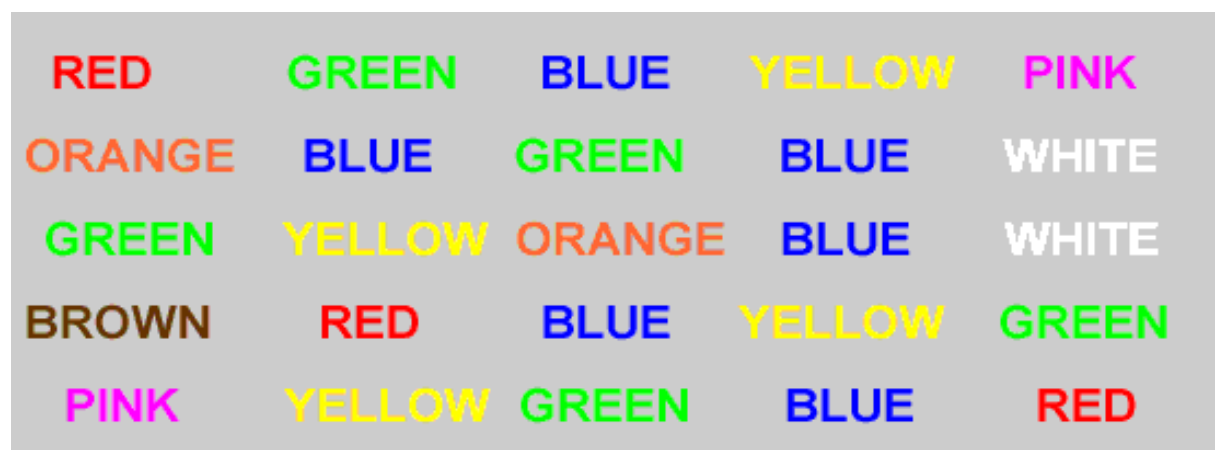 RED GREEN BLUE YELLOW PINK
ORANGE BLUE GREEN BLUE WHITE
GREEN YELLOW ORANGE BLUE WHITE
BROWN RED BLUE YELLOW GREEN
PINK YELLOW GREEN BLUE RED